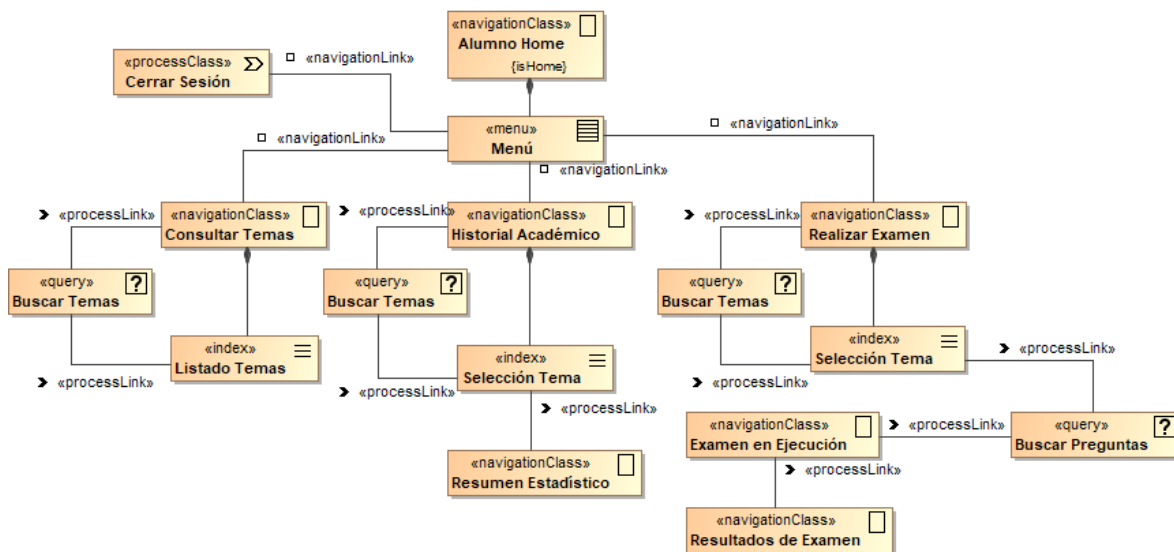 «navigationClass»
Alumno Home
{isHome}
«processClass»
Cerrar Sesión
«navigationLink»
«menu»
Menú
«navigationLink»
«navigationLink»
«navigationLink»
«processLink»
«navigationClass»
Consultar Temas
«query»
Buscar Temas
«index»
Listado Temas
«processLink»
«processLink»
«navigationClass»
Historial Académico
«query»
Buscar Temas
«index»
Selección Tema
«processLink»
«processLink»
«navigationClass»
Resumen Estadístico
«processLink»
«navigationClass»
Realizar Examen
«query»
Buscar Temas
«index»
Selección Tema
«processLink»
«processLink»
«query»
Buscar Preguntas
«processLink»
«navigationClass»
Examen en Ejecución
«processLink»
«navigationClass»
Resultados de Examen